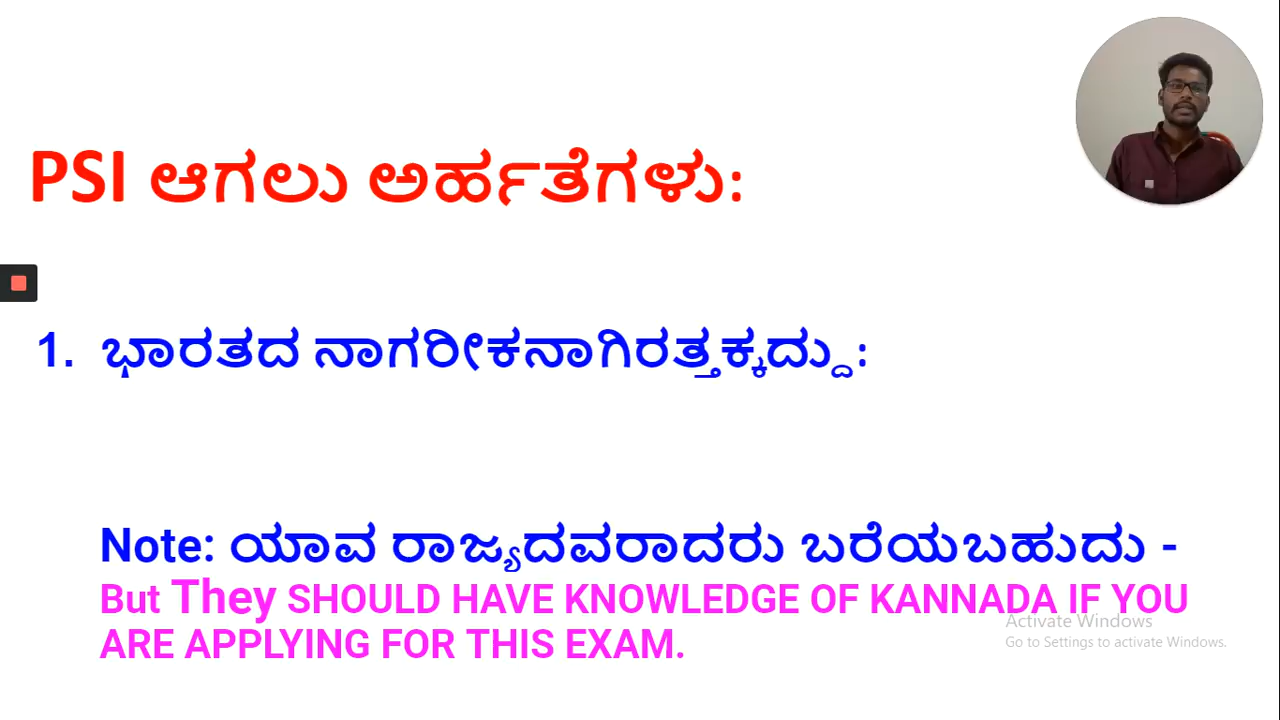 PSI ಆಗಲು ಅರ್ಹತೆಗಳು:
1. ಭಾರತದ ನಾಗರೀಕನಾಗಿರತ್ತಕ್ಕದ್ದು:
Note: ಯಾವ ರಾಜ್ಯದವರಾದರು ಬರೆಯಬಹುದು -
But They SHOULD HAVE KNOWLEDGE OF KANNADA IF YOU
ARE APPLYING FOR THIS EXAM.
Activate Windows
Go to Settings to activate Windows.